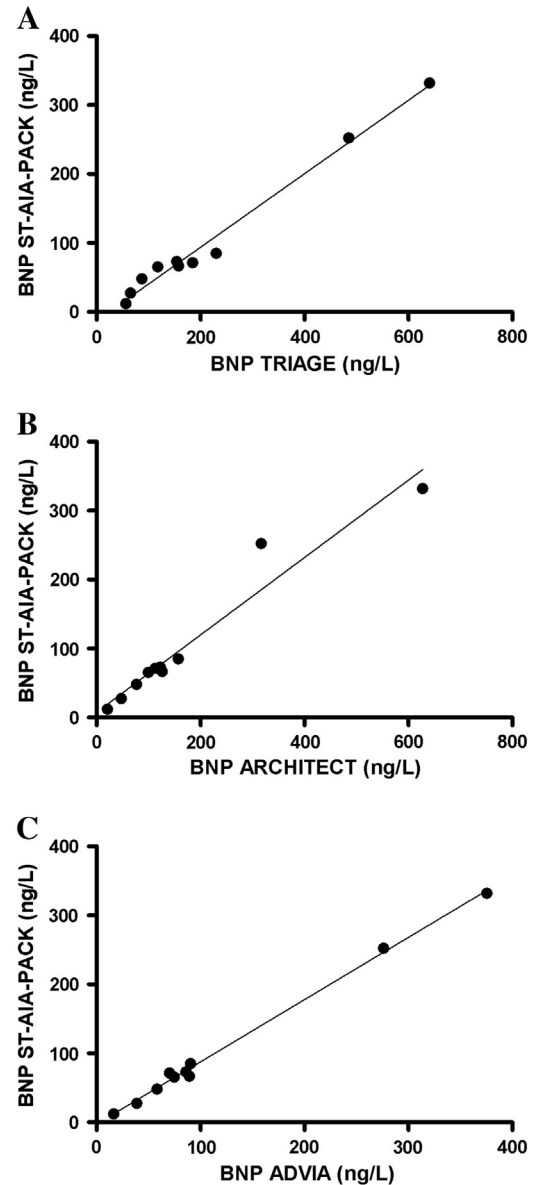 A
BNP ST-AIA-PACK (ng/L)
400
300
200
100
0
0 200 400 600 800
BNP TRIAGE (ng/L)
B
BNP ST-AIA-PACK (ng/L)
400
300
200
100
0
0 200 400 600 800
BNP ARCHITECT (ng/L)
C
BNP ST-AIA-PACK (ng/L)
400
300
200
100
0
0 100 200 300 400
BNP ADVIA (ng/L)